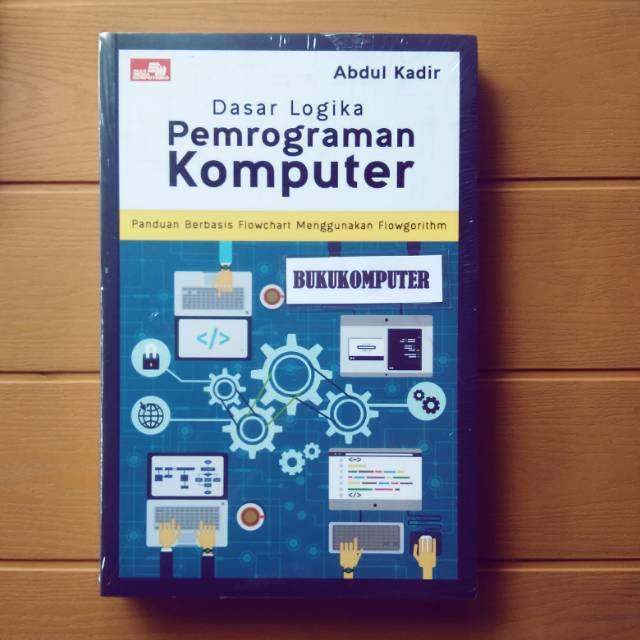 Abdul Kadir
Dasar Logika
Pemrograman
Komputer
Panduan Berbasis Flowchart Menggunakan Flowgorithm
BUKUKOMPUTER
</>